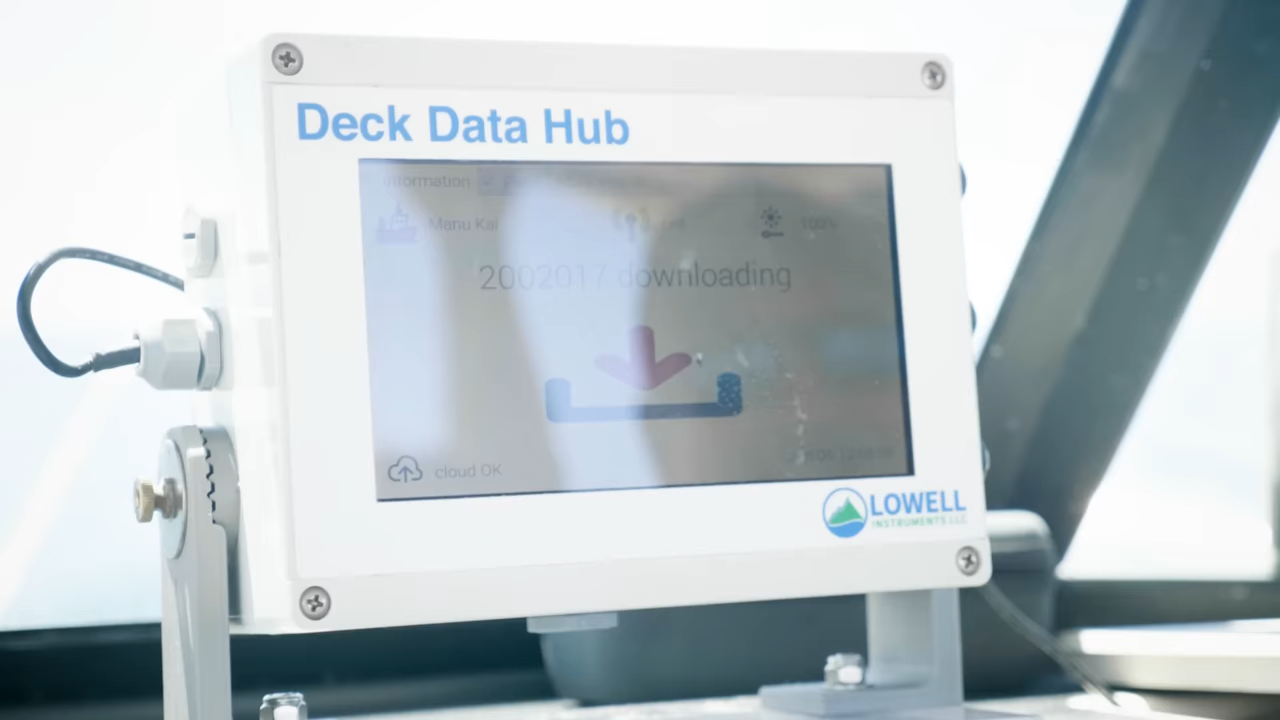 Deck Data Hub
Information
Manu Kai
100%
2002017 downloading
cloud OK
LOWELL
INSTRUMENTS LLC